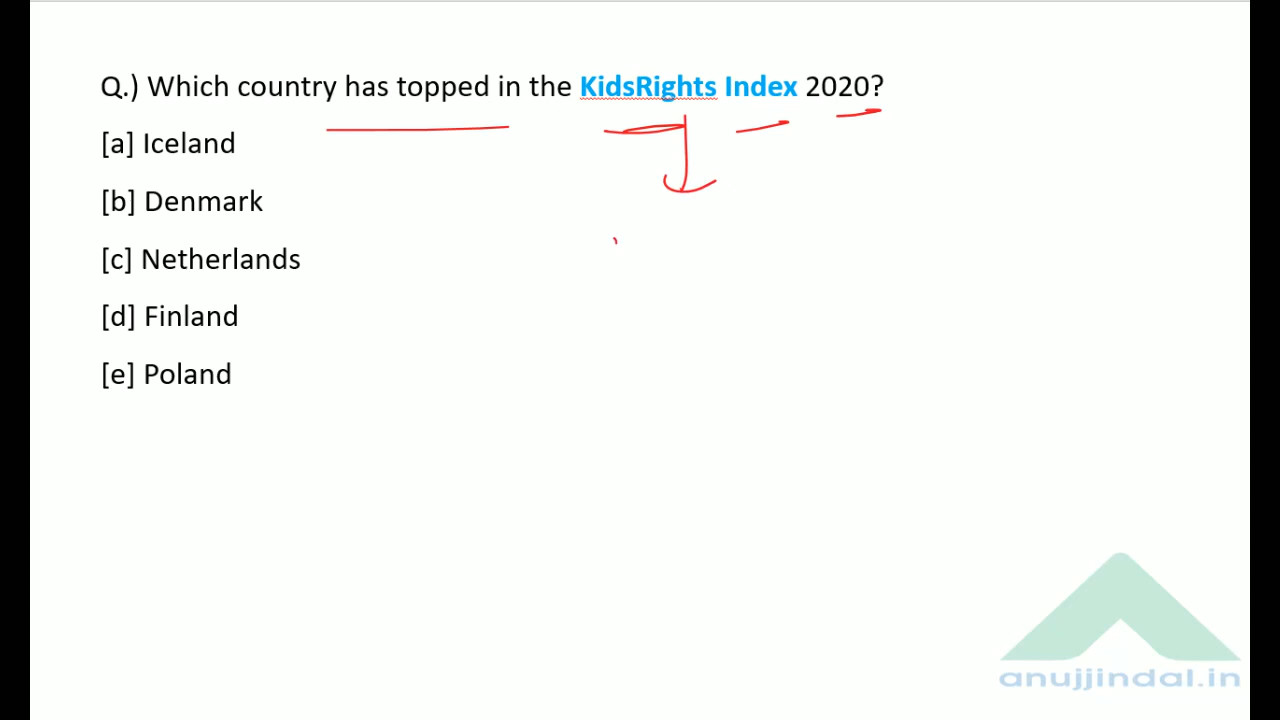 Q.) Which country has topped in the KidsRights Index 2020?
[a] Iceland
[b] Denmark
[c] Netherlands
[d] Finland
[e] Poland
anujjindal.in